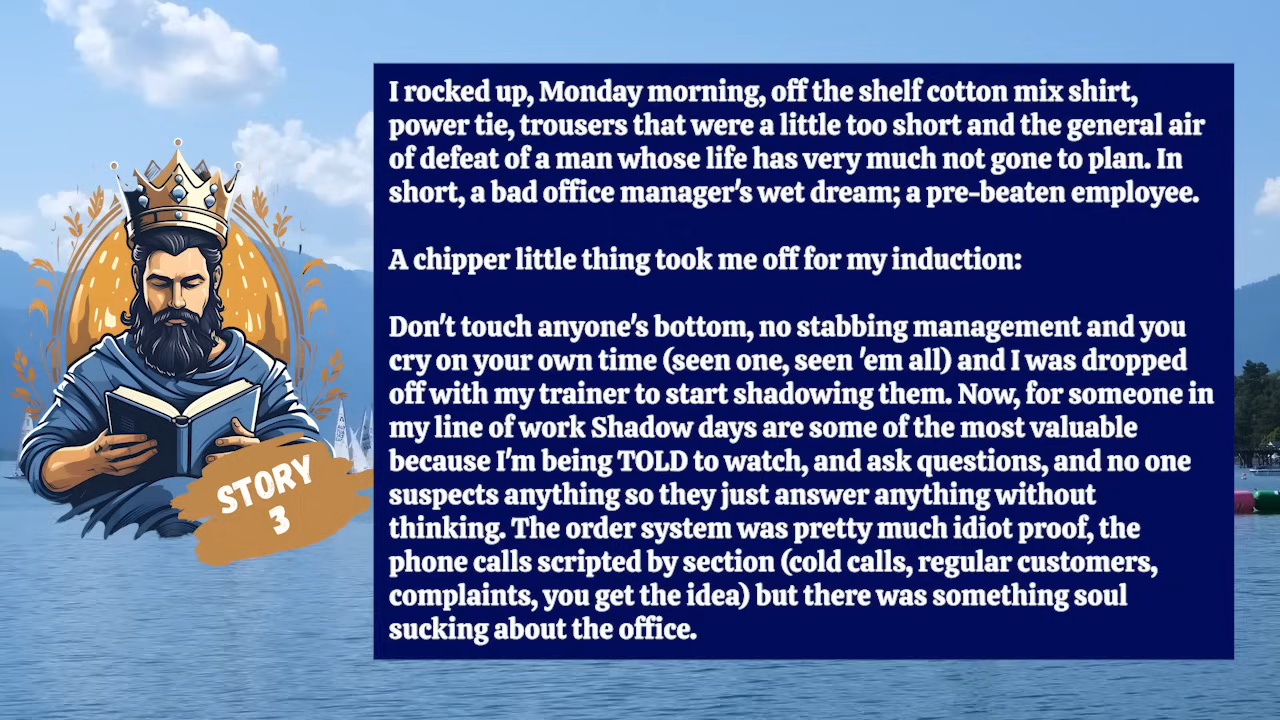 I rocked up, Monday morning, off the shelf cotton mix shirt,
power tie, trousers that were a little too short and the general air
of defeat of a man whose life has very much not gone to plan. In
short, a bad office manager's wet dream; a pre-beaten employee.
A chipper little thing took me off for my induction:
Don't touch anyone's bottom, no stabbing management and you
cry on your own time (seen one, seen 'em all) and I was dropped
off with my trainer to start shadowing them. Now, for someone in
my line of work Shadow days are some of the most valuable
because I'm being TOLD to watch, and ask questions, and no one
suspects anything so they just answer anything without
thinking. The order system was pretty much idiot proof, the
phone calls scripted by section (cold calls, regular customers,
complaints, you get the idea) but there was something soul
sucking about the office.
STORY
3